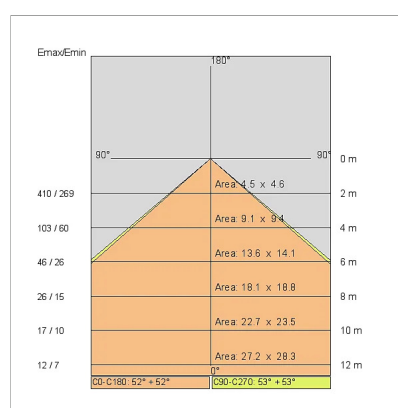 Emax/Emin
180°
90° 90° 0 m
Area: 4.5 x 4.6
410 / 269 2 m
Area: 9.1 x 9.4
103 / 60 4 m
Area: 13.6 x 14.1
46 / 26 6 m
Area: 18.1 x 18.8
26 / 15 8 m
Area: 22.7 x 23.5
17 / 10 10 m
Area: 27.2 x 28.3
12 / 7 12 m
0°
C0-C180: 52° + 52° C90-C270: 53° + 53°